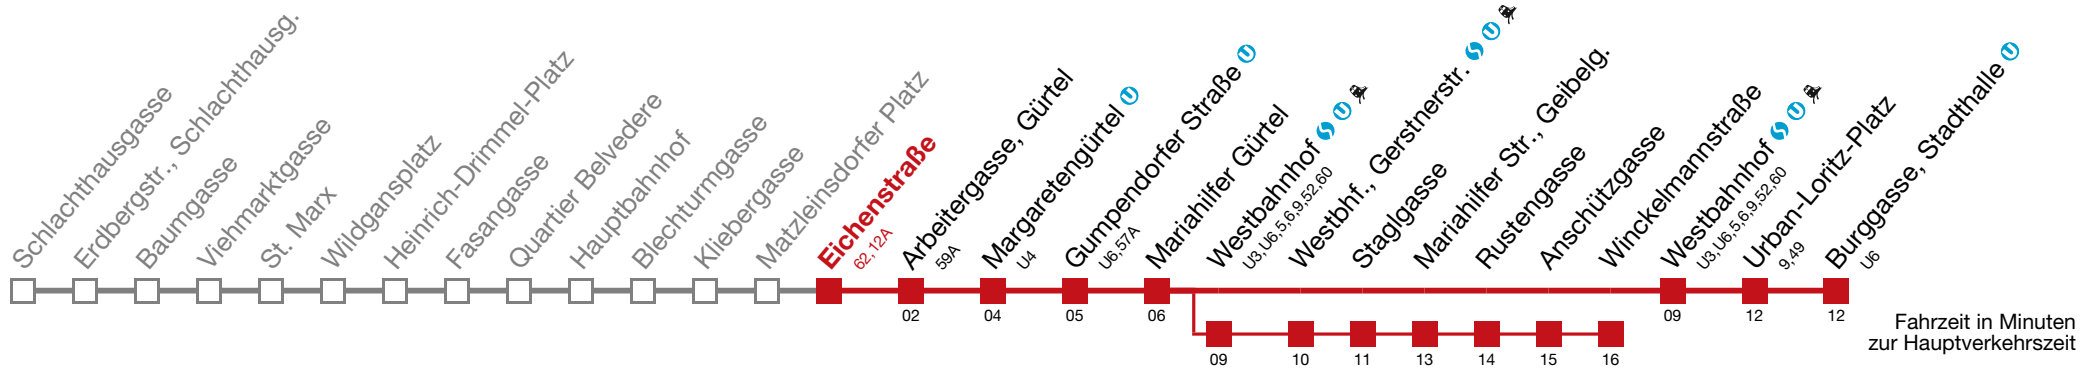 Schlachthausgasse
Erdbergstr., Schlachthausg.
Baumgasse
Viehmarktgasse
St. Marx
Wildgansplatz
Heinrich-Drimmel-Platz
Fasangasse
Quartier Belvedere
Hauptbahnhof
Blechturmgasse
Kliebergasse
Matzleinsdorfer Platz
Eichenstraße
62,12A
Arbeitergasse, Gürtel
59A
Margaretengürtel U
U4
Gumpendorfer Straße U
U6,57A
Mariahilfer Gürtel
Westbahnhof S U
U3,U6,5,6,9,52,60
Westbhf., Gerstnerstr. S U
Staglgasse
Mariahilfer Str., Geibelg.
Rustengasse
Anschützgasse
Winckelmannstraße
Westbahnhof S U
U3,U6,5,6,9,52,60
Urban-Loritz-Platz
9,49
Burggasse, Stadthalle U
U6
02 04 05 06 09 12 12
09 10 11 13 14 15 16
Fahrzeit in Minuten
zur Hauptverkehrszeit